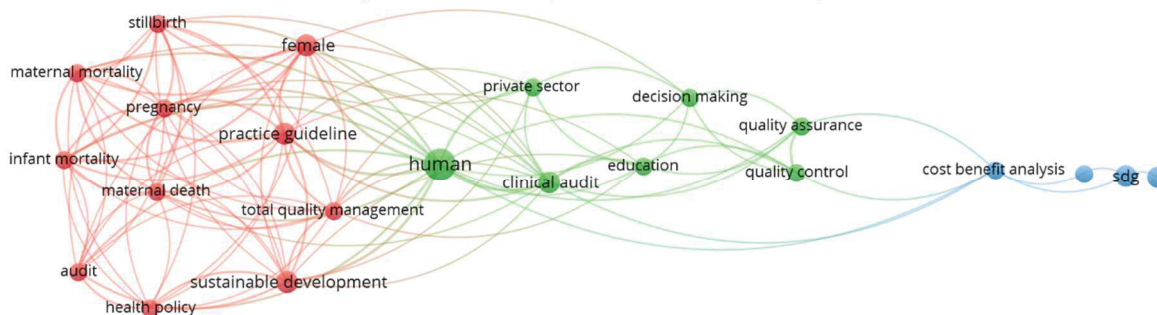 stillbirth
female
maternal mortality
private sector
decision making
pregnancy
quality assurance
practice guideline
infant mortality
human
education
cost benefit analysis
quality control
sdg
clinical audit
maternal death
total quality management
audit
sustainable development
health policy